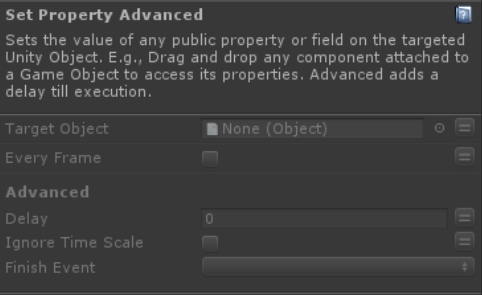 Set Property Advanced
Sets the value of any public property or field on the targeted
Unity Object. E.g., Drag and drop any component attached to
a Game Object to access its properties. Advanced adds a
delay till execution.
Target Object None (Object)
Every Frame
Advanced
Delay 0
Ignore Time Scale
Finish Event